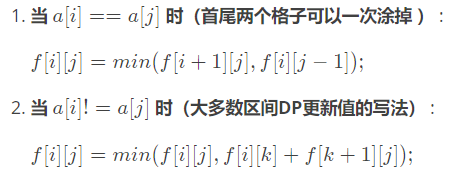 1. 当 a[i] == a[j] 时（首尾两个格子可以一次涂掉）：
f[i][j] = min(f[i + 1][j], f[i][j − 1]);
2. 当 a[i]! = a[j] 时（大多数区间DP更新值的写法）：
f[i][j] = min(f[i][j], f[i][k] + f[k + 1][j]);